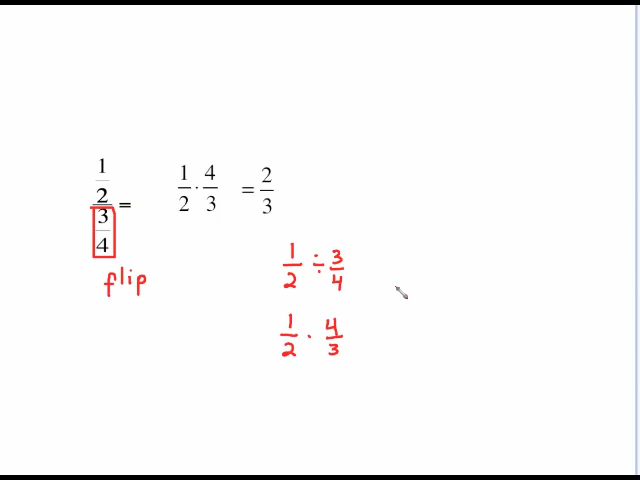 1/2 / 3/4 = 1/2 · 4/3 = 2/3
flip
1/2 ÷ 3/4
1/2 · 4/3